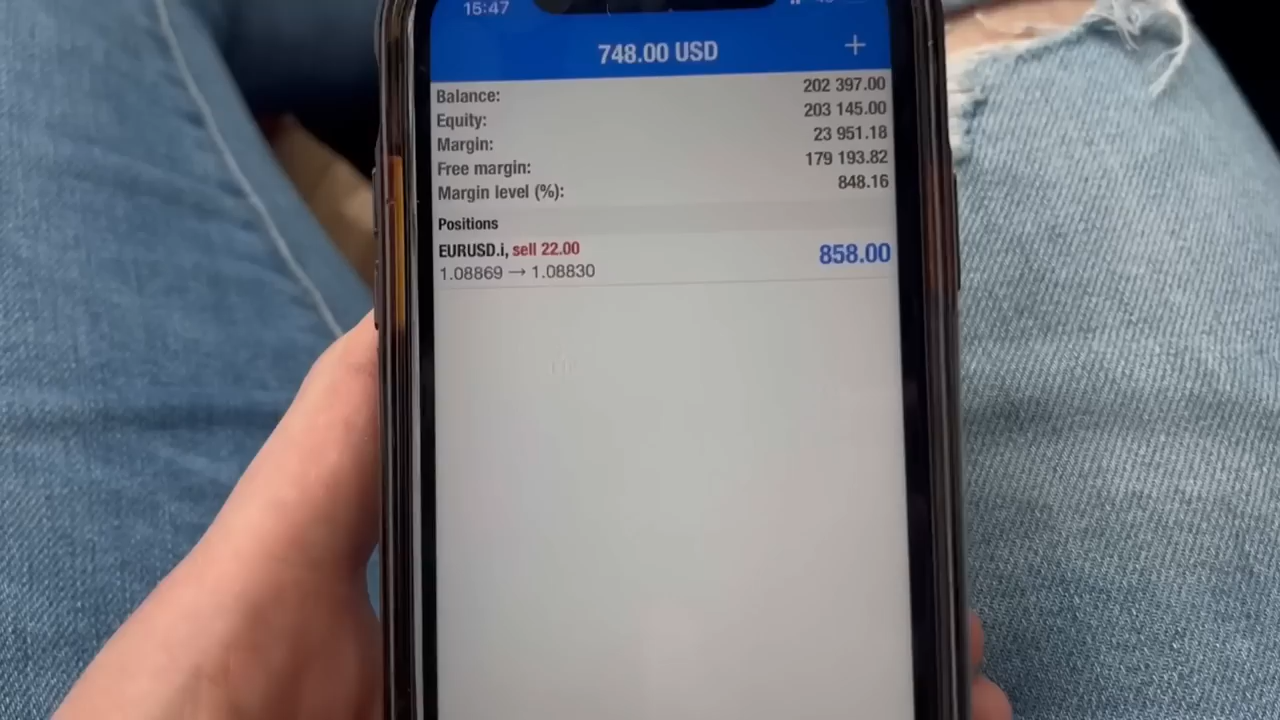 15:47
748.00 USD +
Balance: 202 397.00
Equity: 203 145.00
Margin: 23 951.18
Free margin: 179 193.82
Margin level (%): 848.16
Positions
EURUSD.i, sell 22.00 858.00
1.08869 → 1.08830